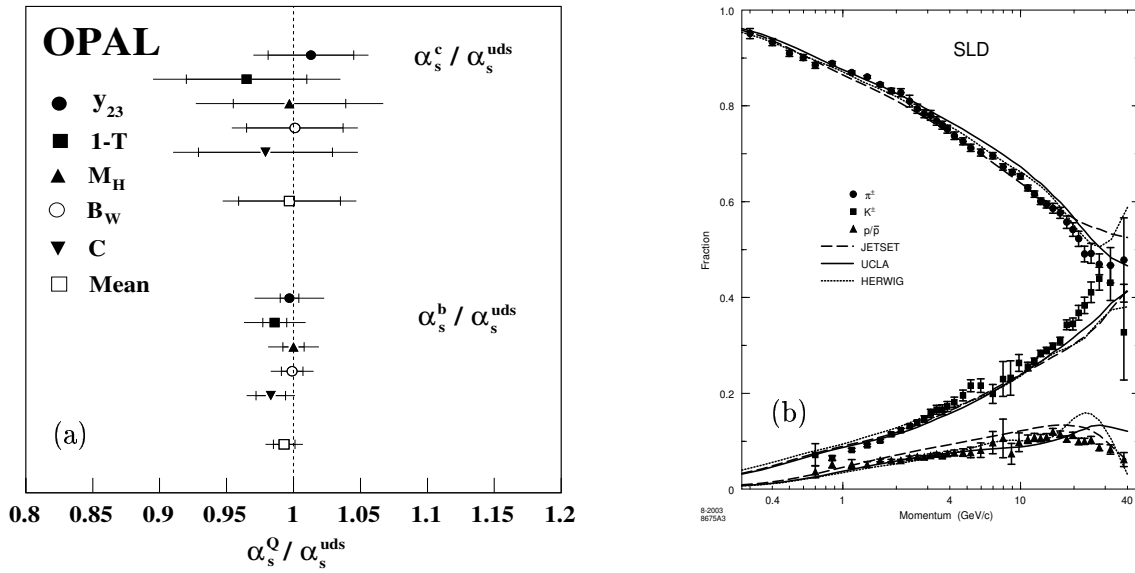 OPAL
α_s^c / α_s^uds
y_23
1-T
M_H
B_W
C
Mean
α_s^b / α_s^uds
(a)
0.8 0.85 0.9 0.95 1 1.05 1.1 1.15 1.2
α_s^Q / α_s^uds
SLD
1.0
0.8
0.6
0.4
0.2
0
Fraction
π±
K±
p/p̄
JETSET
UCLA
HERWIG
(b)
0.4 1 4 10 40
Momentum (GeV/c)
8-2003
8675A3